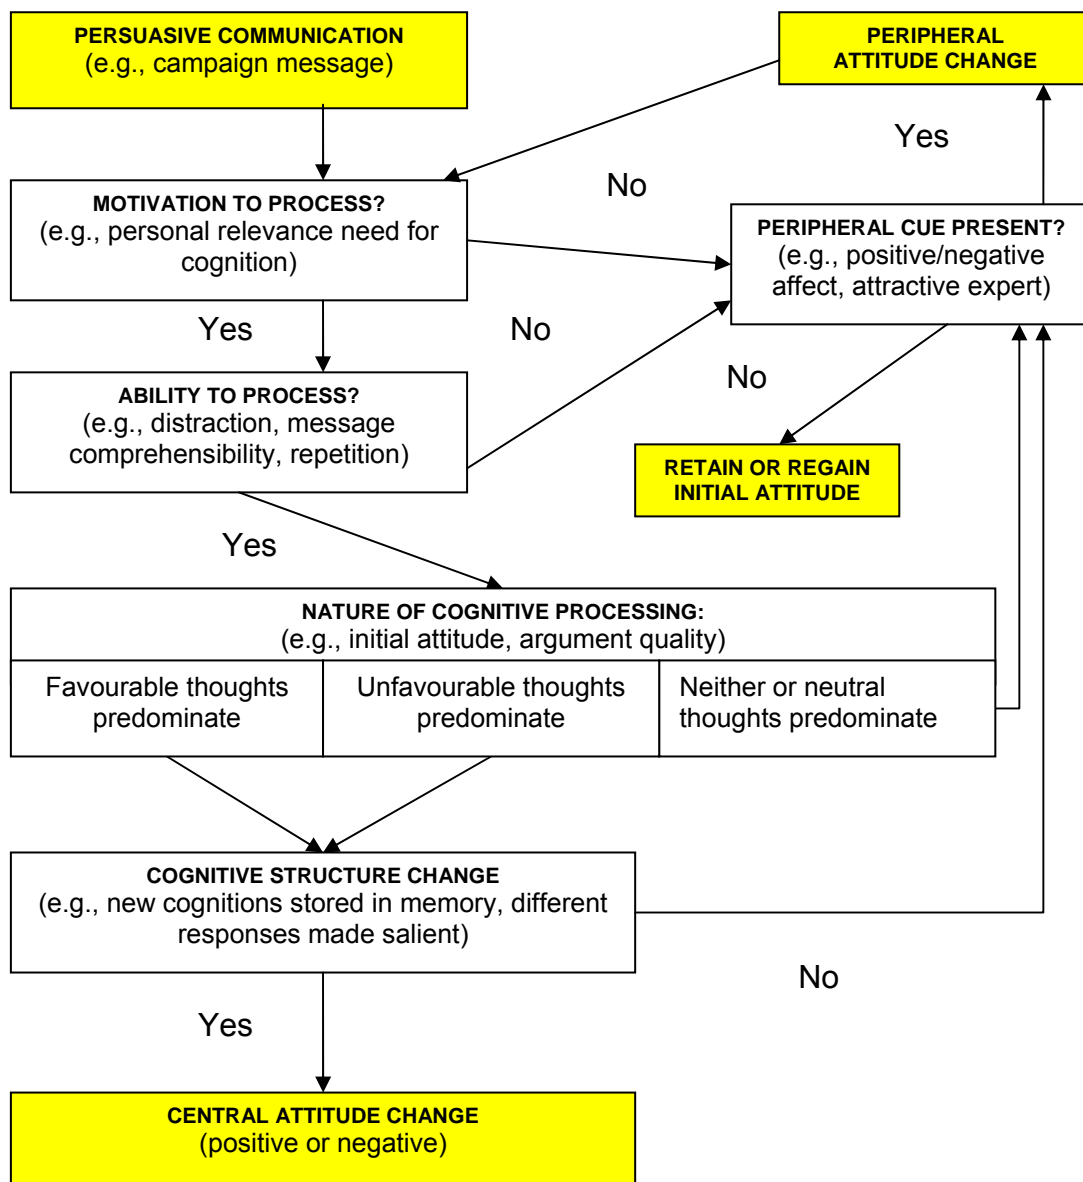 PERSUASIVE COMMUNICATION
(e.g., campaign message)
PERIPHERAL
ATTITUDE CHANGE
Yes
No
MOTIVATION TO PROCESS?
(e.g., personal relevance need for
cognition)
PERIPHERAL CUE PRESENT?
(e.g., positive/negative
affect, attractive expert)
Yes
No
No
ABILITY TO PROCESS?
(e.g., distraction, message
comprehensibility, repetition)
RETAIN OR REGAIN
INITIAL ATTITUDE
Yes
NATURE OF COGNITIVE PROCESSING:
(e.g., initial attitude, argument quality)
Favourable thoughts
predominate
Unfavourable thoughts
predominate
Neither or neutral
thoughts predominate
COGNITIVE STRUCTURE CHANGE
(e.g., new cognitions stored in memory, different
responses made salient)
No
Yes
CENTRAL ATTITUDE CHANGE
(positive or negative)